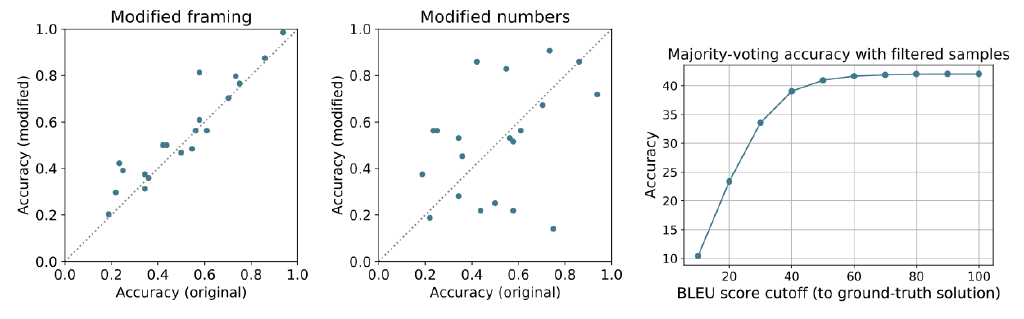 Modified framing
1.0
0.8
0.6
0.4
0.2
0.0
0.0 0.2 0.4 0.6 0.8 1.0
Accuracy (modified)
Accuracy (original)
Modified numbers
1.0
0.8
0.6
0.4
0.2
0.0
0.0 0.2 0.4 0.6 0.8 1.0
Accuracy (modified)
Accuracy (original)
Majority-voting accuracy with filtered samples
40
35
30
25
20
15
10
20 40 60 80 100
Accuracy
BLEU score cutoff (to ground-truth solution)